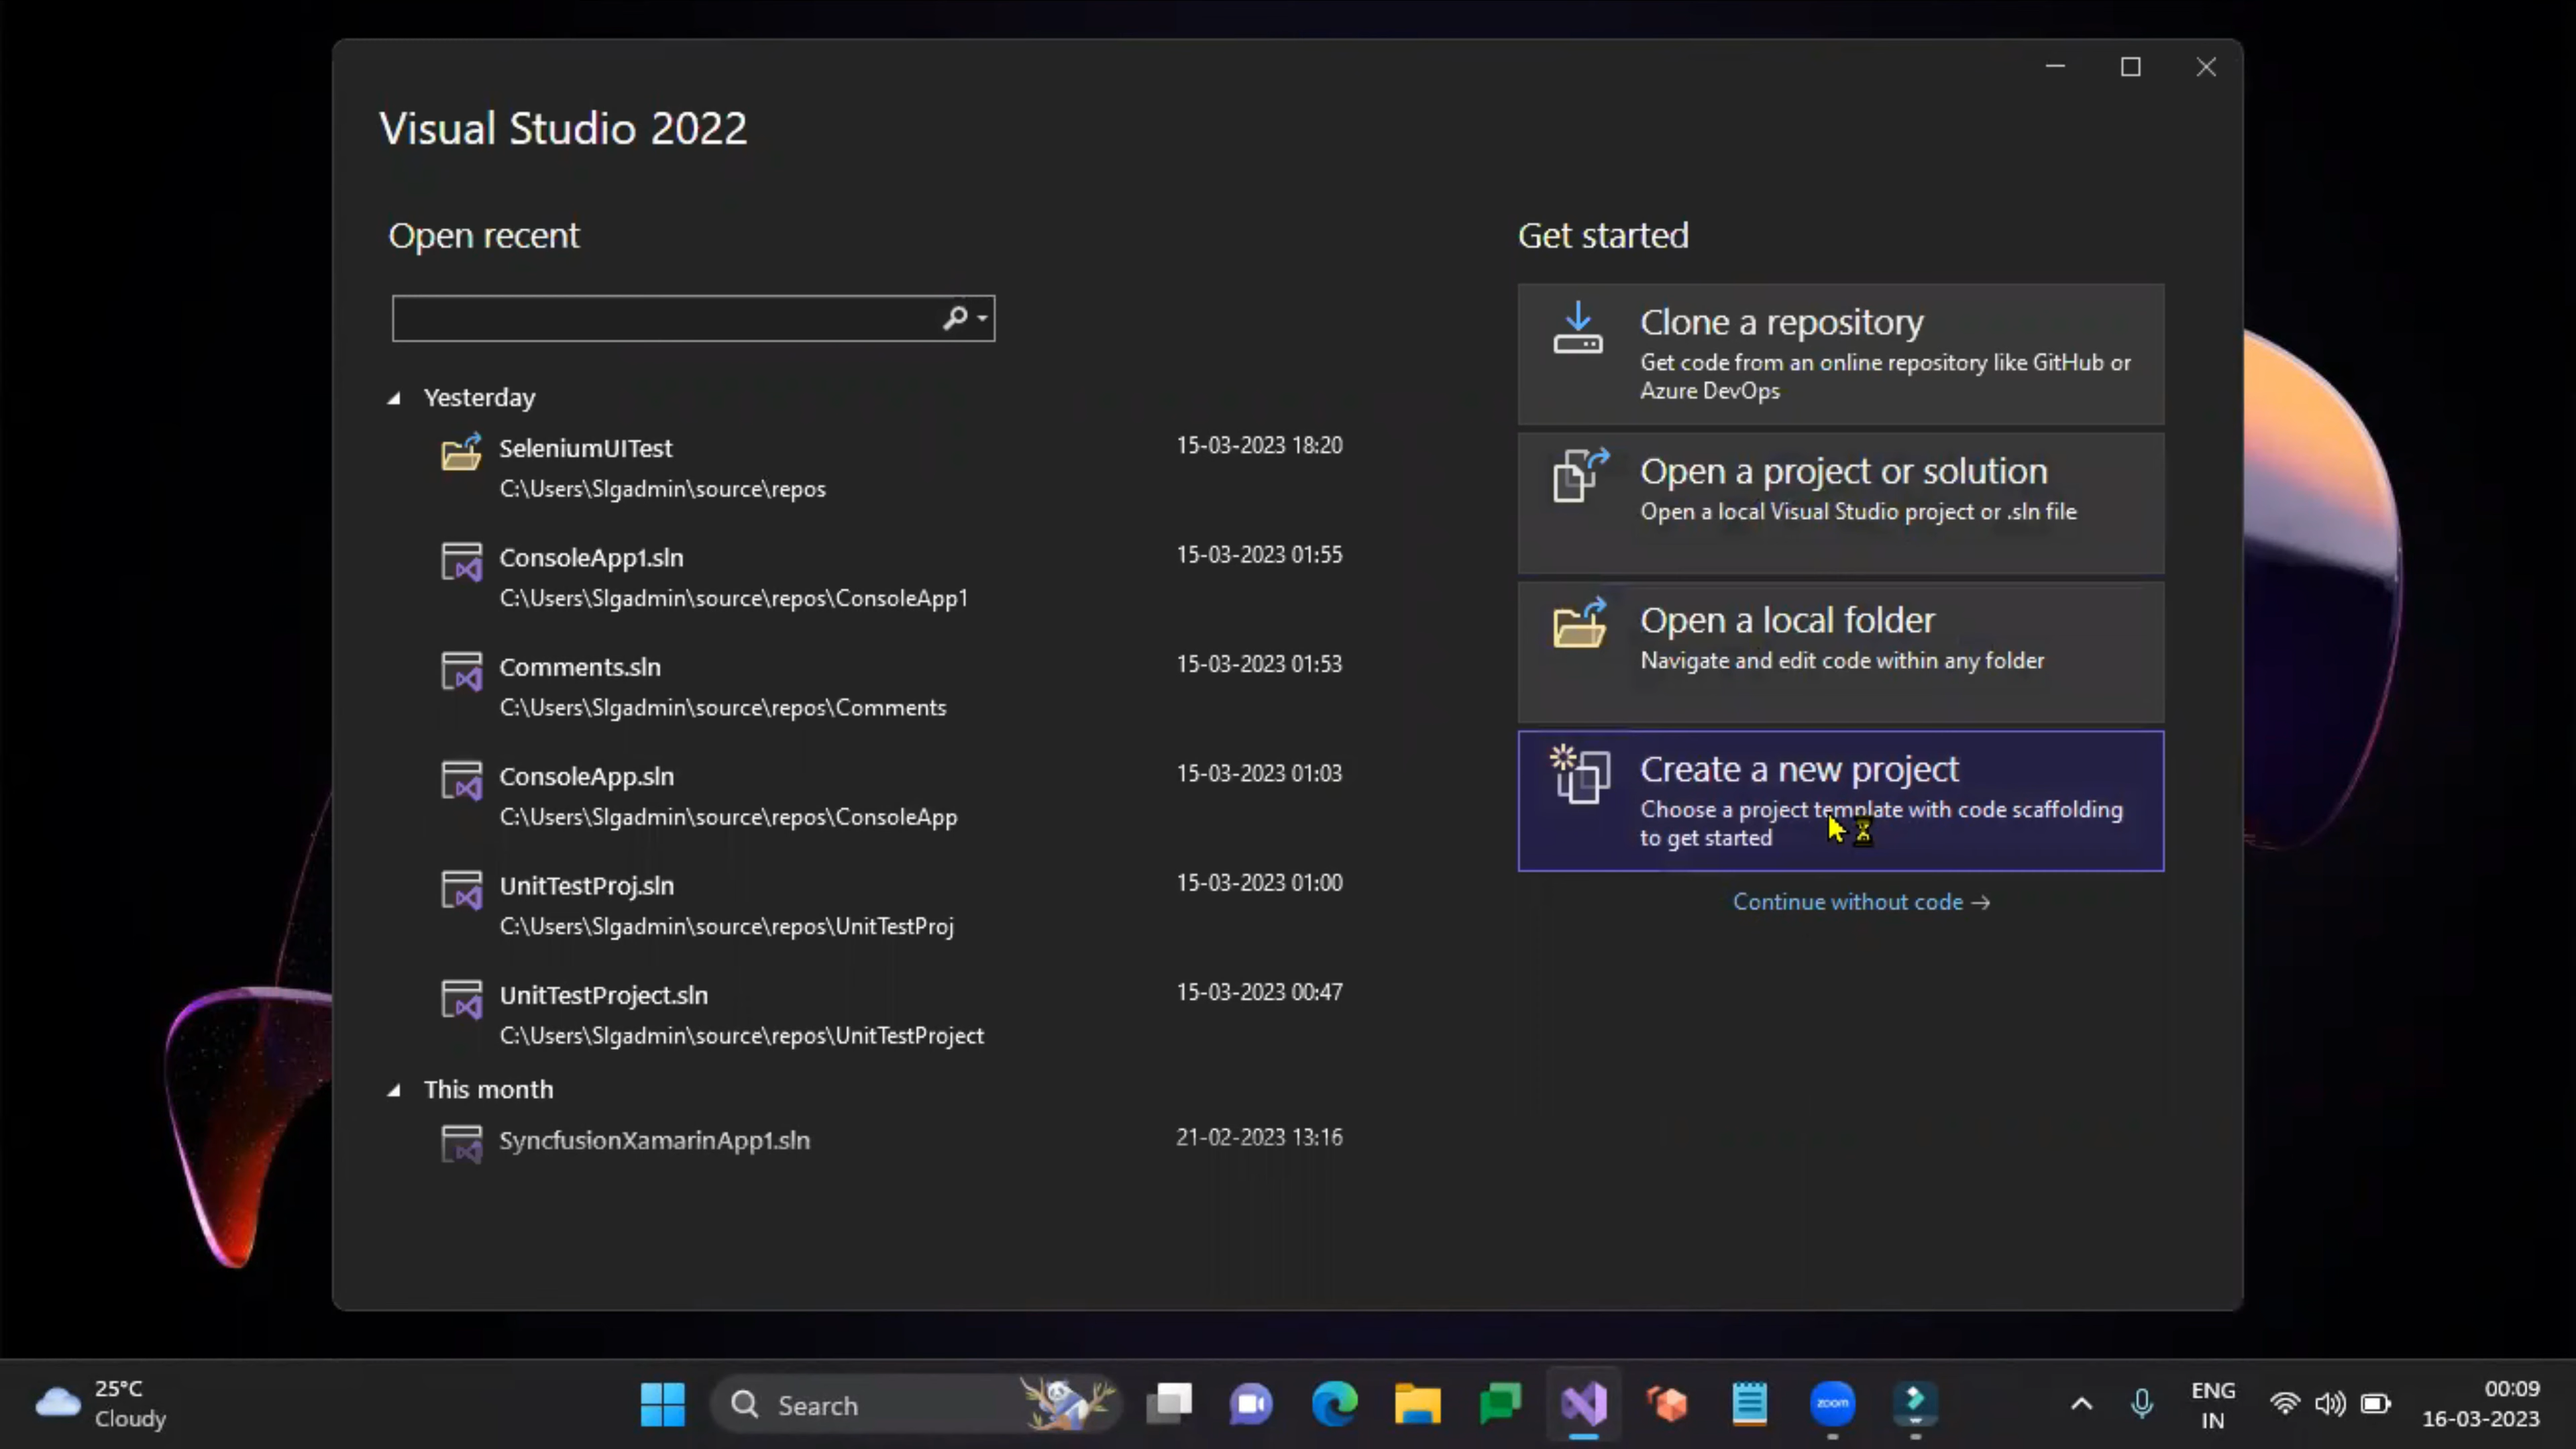 Visual Studio 2022
Open recent
Yesterday
SeleniumUITest
15-03-2023 18:20
C:\Users\Slgadmin\source\repos
ConsoleApp1.sln
15-03-2023 01:55
C:\Users\Slgadmin\source\repos\ConsoleApp1
Comments.sln
15-03-2023 01:53
C:\Users\Slgadmin\source\repos\Comments
ConsoleApp.sln
15-03-2023 01:03
C:\Users\Slgadmin\source\repos\ConsoleApp
UnitTestProj.sln
15-03-2023 01:00
C:\Users\Slgadmin\source\repos\UnitTestProj
UnitTestProject.sln
15-03-2023 00:47
C:\Users\Slgadmin\source\repos\UnitTestProject
This month
SyncfusionXamarinApp1.sln
21-02-2023 13:16
Get started
Clone a repository
Get code from an online repository like GitHub or
Azure DevOps
Open a project or solution
Open a local Visual Studio project or .sln file
Open a local folder
Navigate and edit code within any folder
Create a new project
Choose a project template with code scaffolding
to get started
Continue without code →
25°C
Cloudy
Search
zoom
ENG
IN
00:09
16-03-2023